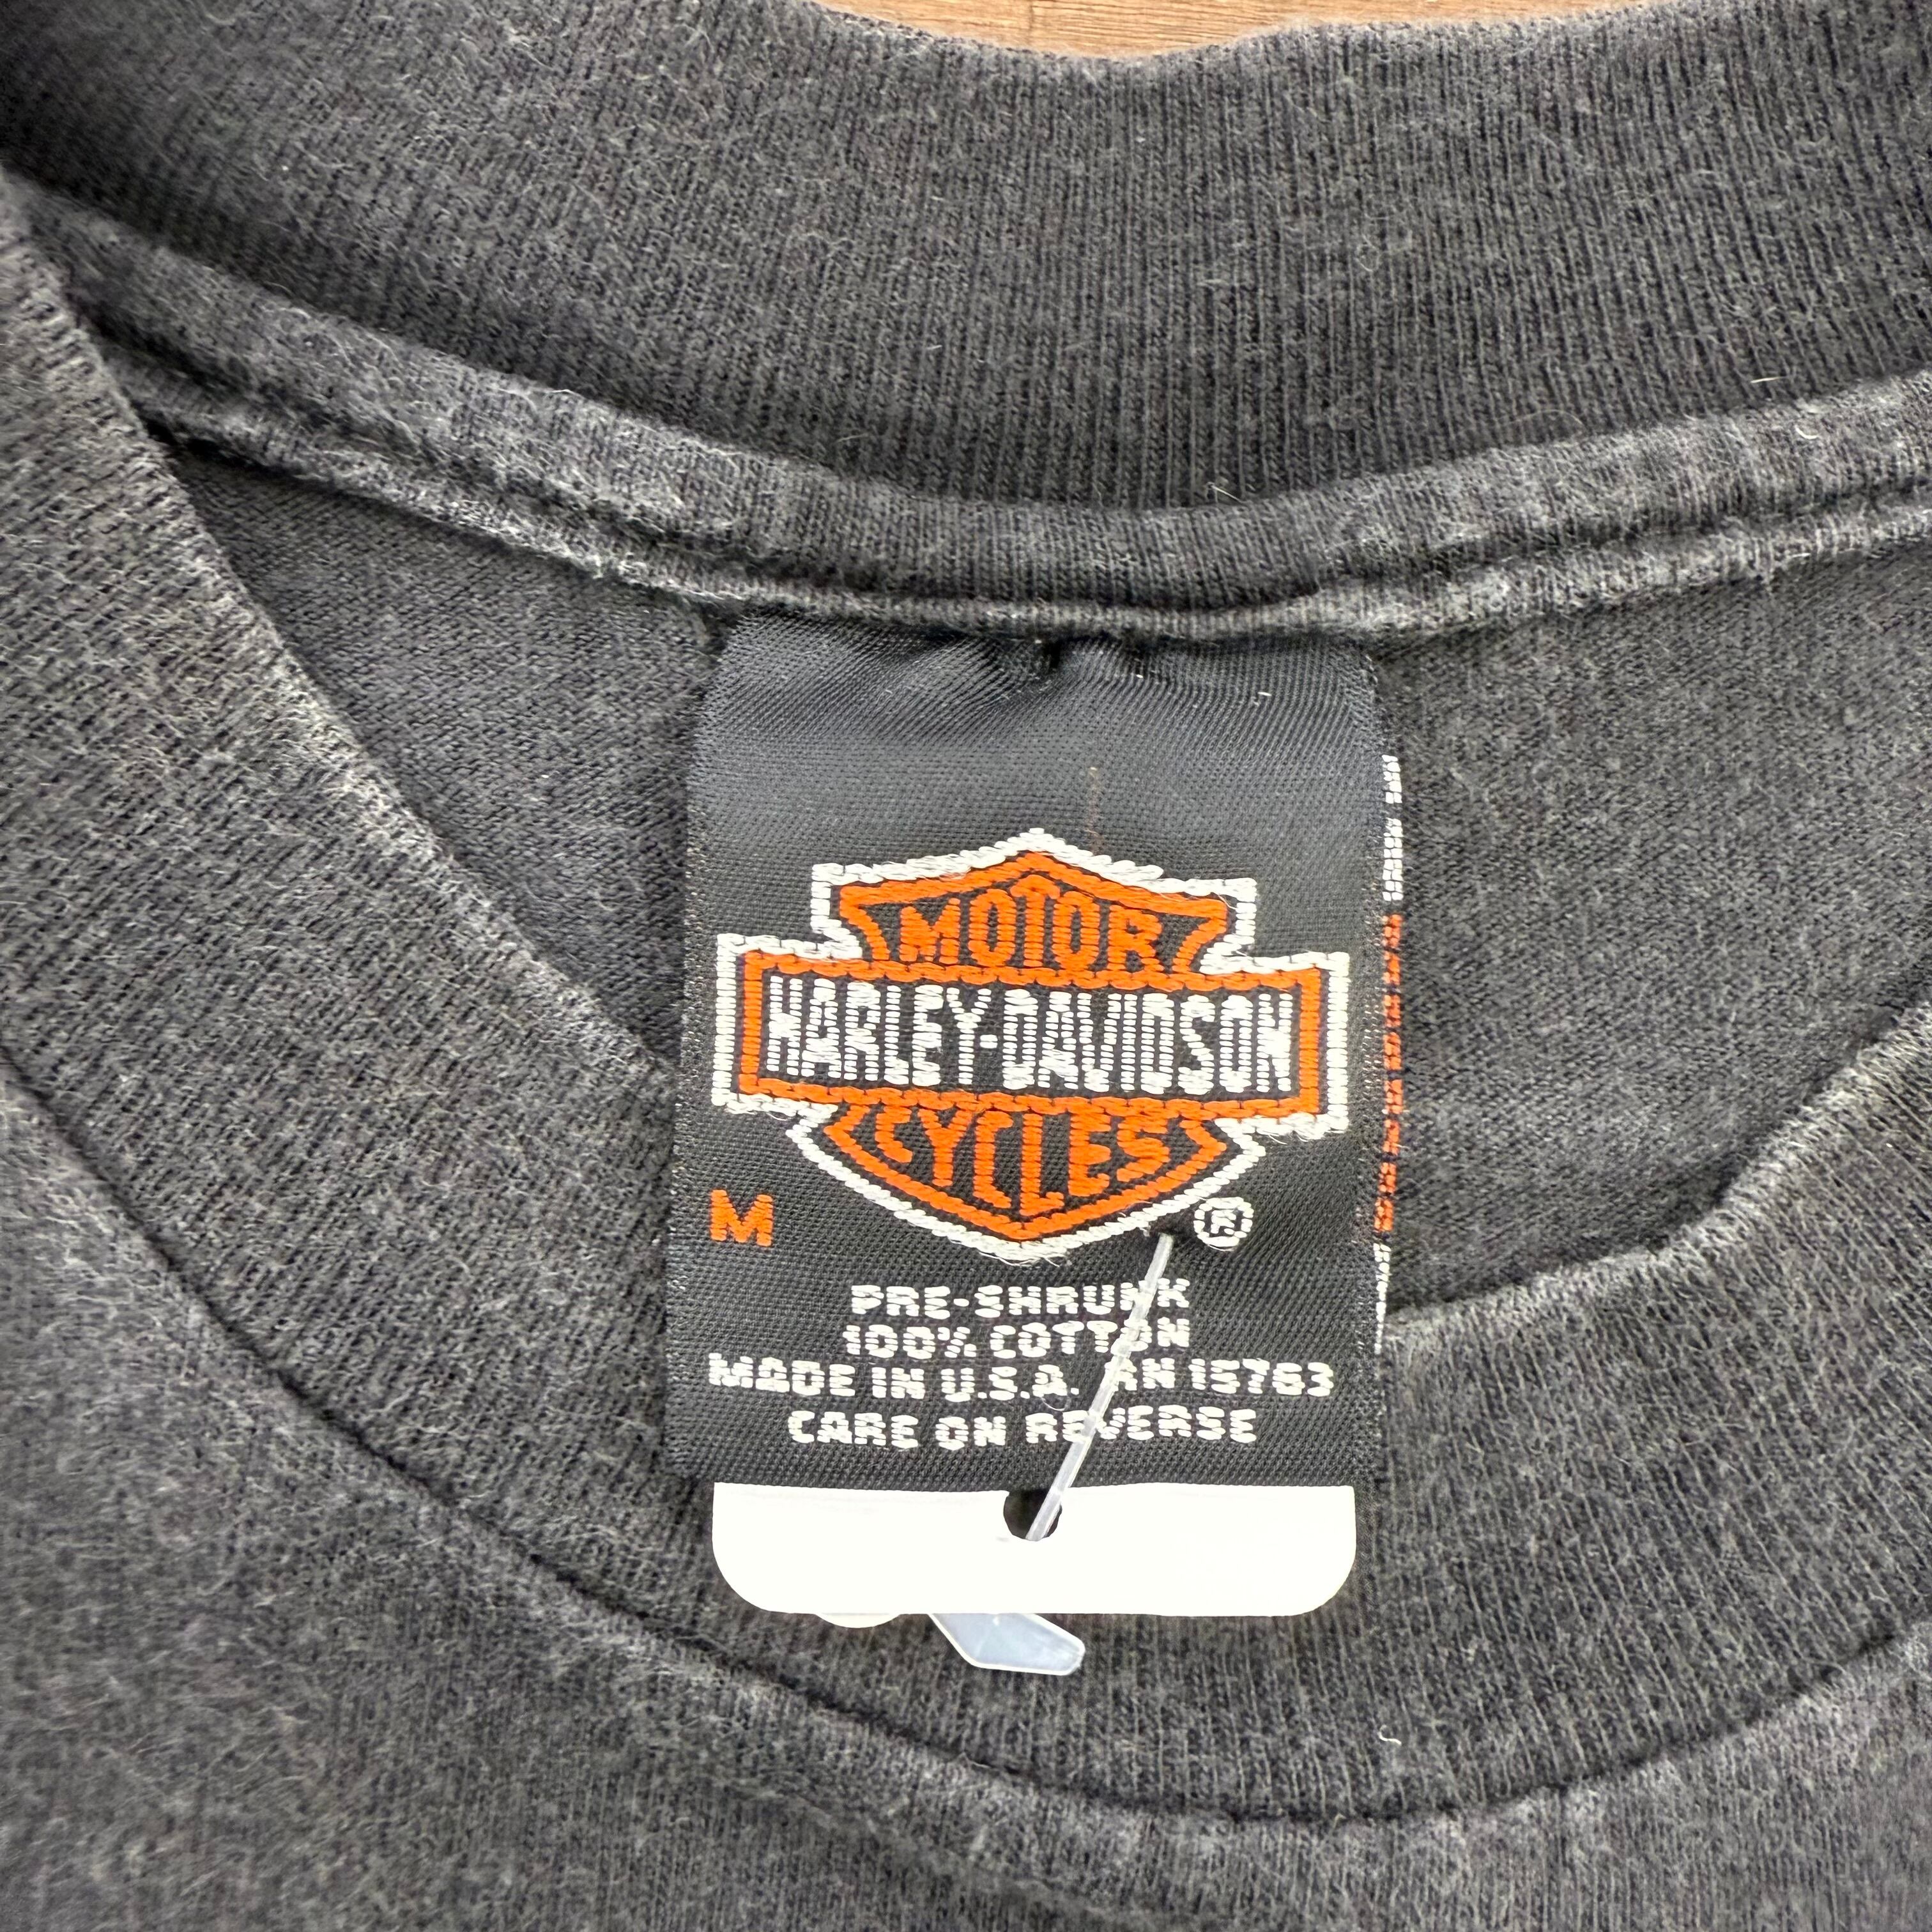 MOTOR
HARLEY-DAVIDSON
CYCLES
M ®
PRE-SHRUNK
100% COTTON
MADE IN U.S.A. RN 15763
CARE ON REVERSE